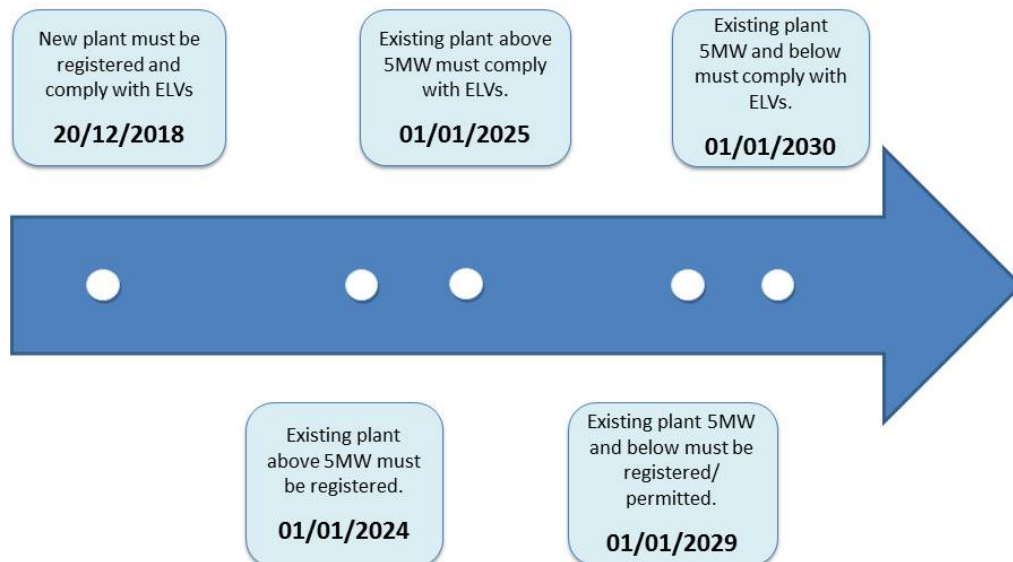 New plant must be
registered and
comply with ELVs
20/12/2018
Existing plant above
5MW must comply
with ELVs.
01/01/2025
Existing plant
5MW and below
must comply with
ELVs.
01/01/2030
Existing plant
above 5MW must
be registered.
01/01/2024
Existing plant 5MW
and below must be
registered/
permitted.
01/01/2029